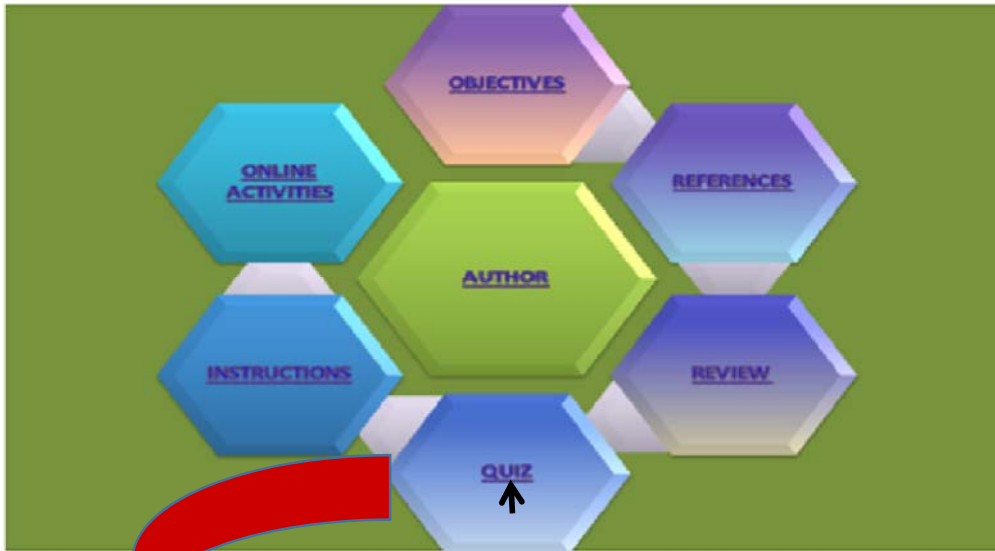 OBJECTIVES
ONLINE
ACTIVITIES
REFERENCES
AUTHOR
INSTRUCTIONS
REVIEW
QUIZ